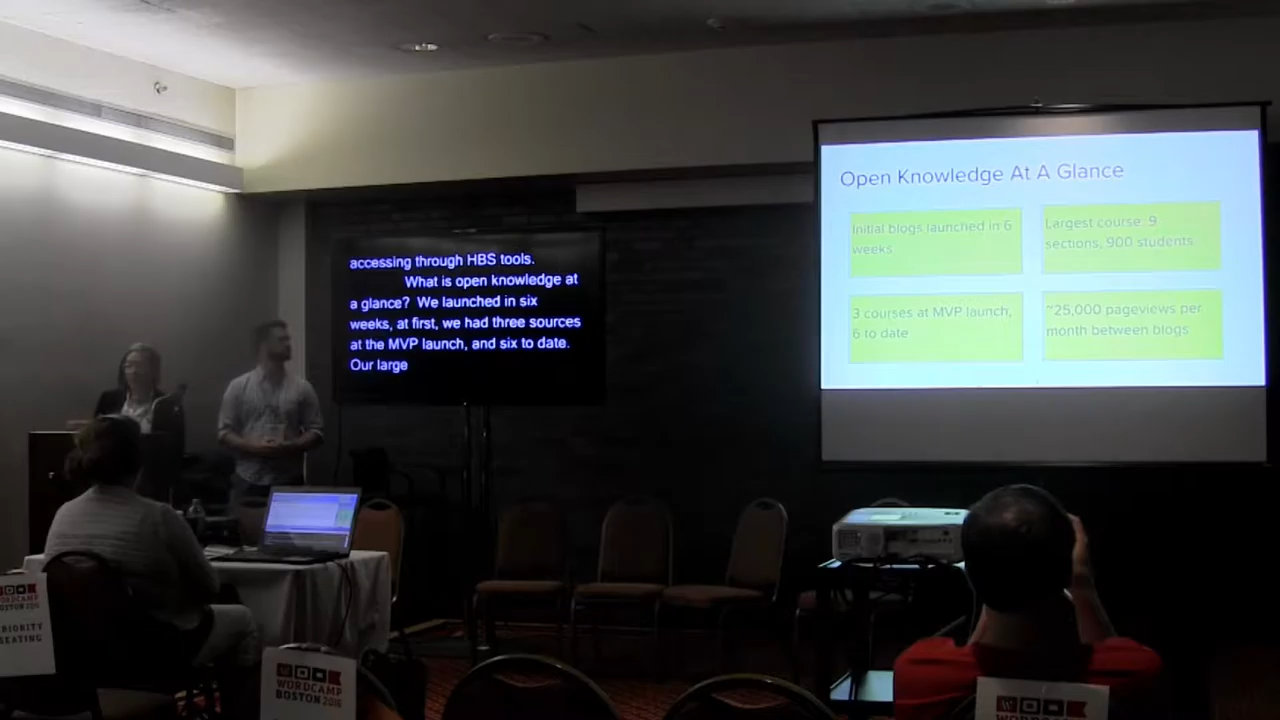 accessing through HBS tools.
What is open knowledge at
a glance? We launched in six
weeks, at first, we had three sources
at the MVP launch, and six to date.
Our large
Open Knowledge At A Glance
Initial blogs launched in 6
weeks
Largest course: 9
sections, 900 students
3 courses at MVP launch,
6 to date
~25,000 pageviews per
month between blogs
WORDCAMP
BOSTON 2016
PRIORITY
SEATING
WORDCAMP
BOSTON 2016
WORDCAMP